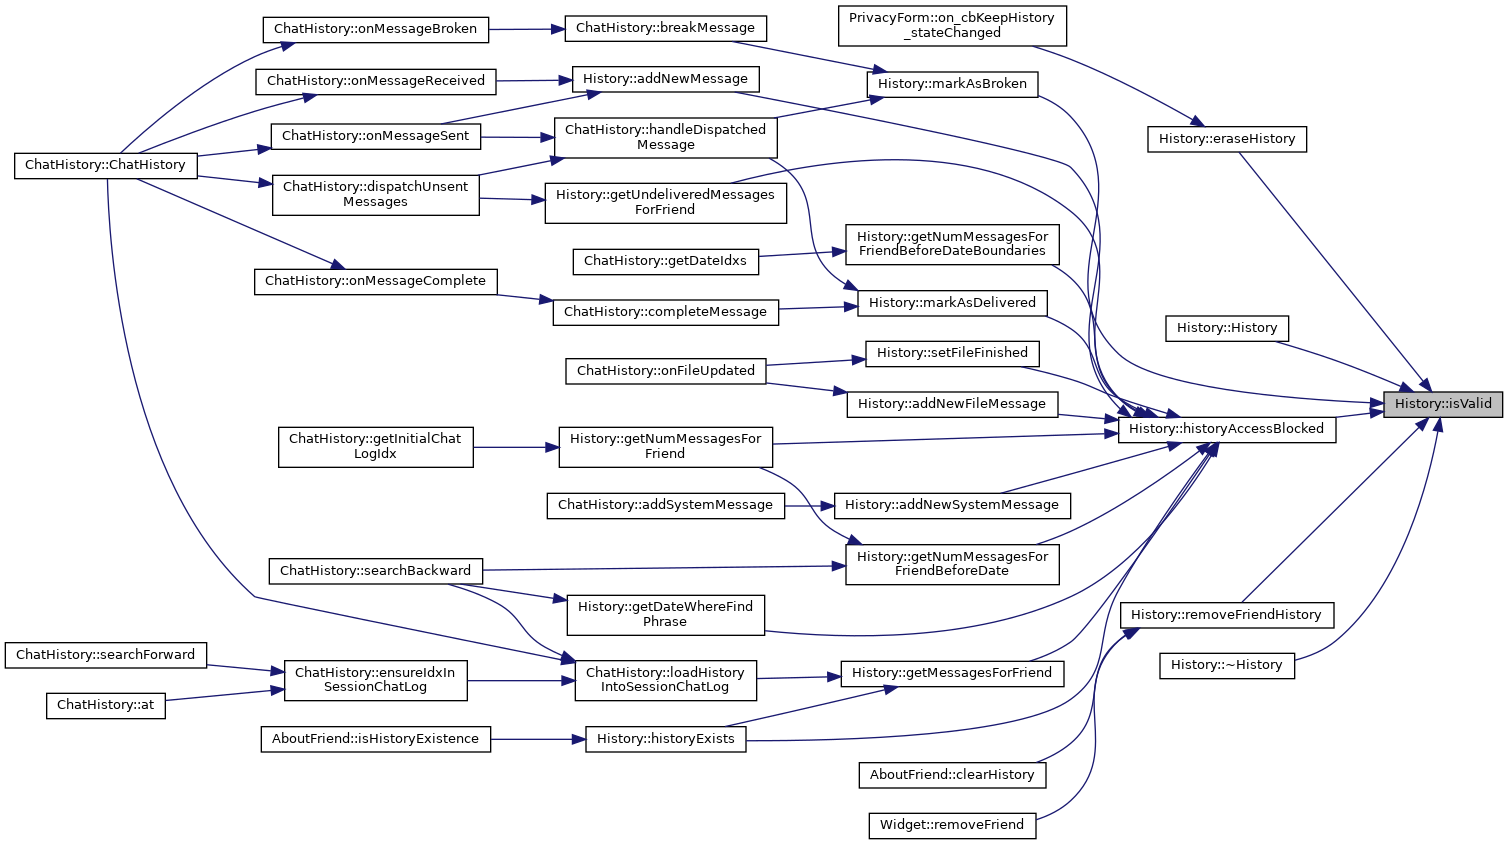 ChatHistory::onMessageBroken
ChatHistory::breakMessage
PrivacyForm::on_cbKeepHistory
_stateChanged
ChatHistory::onMessageReceived
History::addNewMessage
History::markAsBroken
ChatHistory::onMessageSent
ChatHistory::handleDispatched
Message
History::eraseHistory
ChatHistory::ChatHistory
ChatHistory::dispatchUnsent
Messages
History::getUndeliveredMessages
ForFriend
History::getNumMessagesFor
FriendBeforeDateBoundaries
ChatHistory::getDateIdxs
ChatHistory::onMessageComplete
ChatHistory::completeMessage
History::markAsDelivered
History::History
History::setFileFinished
ChatHistory::onFileUpdated
History::addNewFileMessage
History::isValid
History::historyAccessBlocked
ChatHistory::getInitialChat
LogIdx
History::getNumMessagesFor
Friend
ChatHistory::addSystemMessage
History::addNewSystemMessage
ChatHistory::searchBackward
History::getNumMessagesFor
FriendBeforeDate
History::getDateWhereFind
Phrase
History::removeFriendHistory
ChatHistory::searchForward
ChatHistory::ensureIdxIn
SessionChatLog
ChatHistory::loadHistory
IntoSessionChatLog
History::getMessagesForFriend
History::~History
ChatHistory::at
AboutFriend::isHistoryExistence
History::historyExists
AboutFriend::clearHistory
Widget::removeFriend